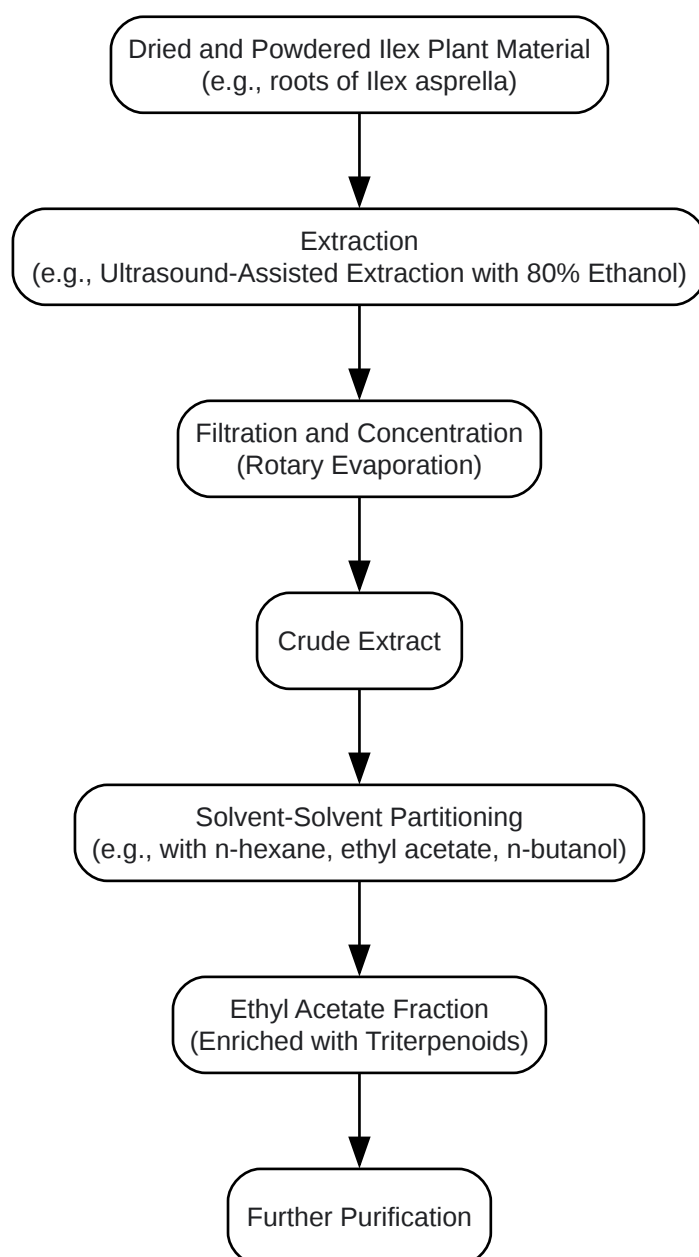 Dried and Powdered Ilex Plant Material
(e.g., roots of Ilex asprella)
Extraction
(e.g., Ultrasound-Assisted Extraction with 80% Ethanol)
Filtration and Concentration
(Rotary Evaporation)
Crude Extract
Solvent-Solvent Partitioning
(e.g., with n-hexane, ethyl acetate, n-butanol)
Ethyl Acetate Fraction
(Enriched with Triterpenoids)
Further Purification